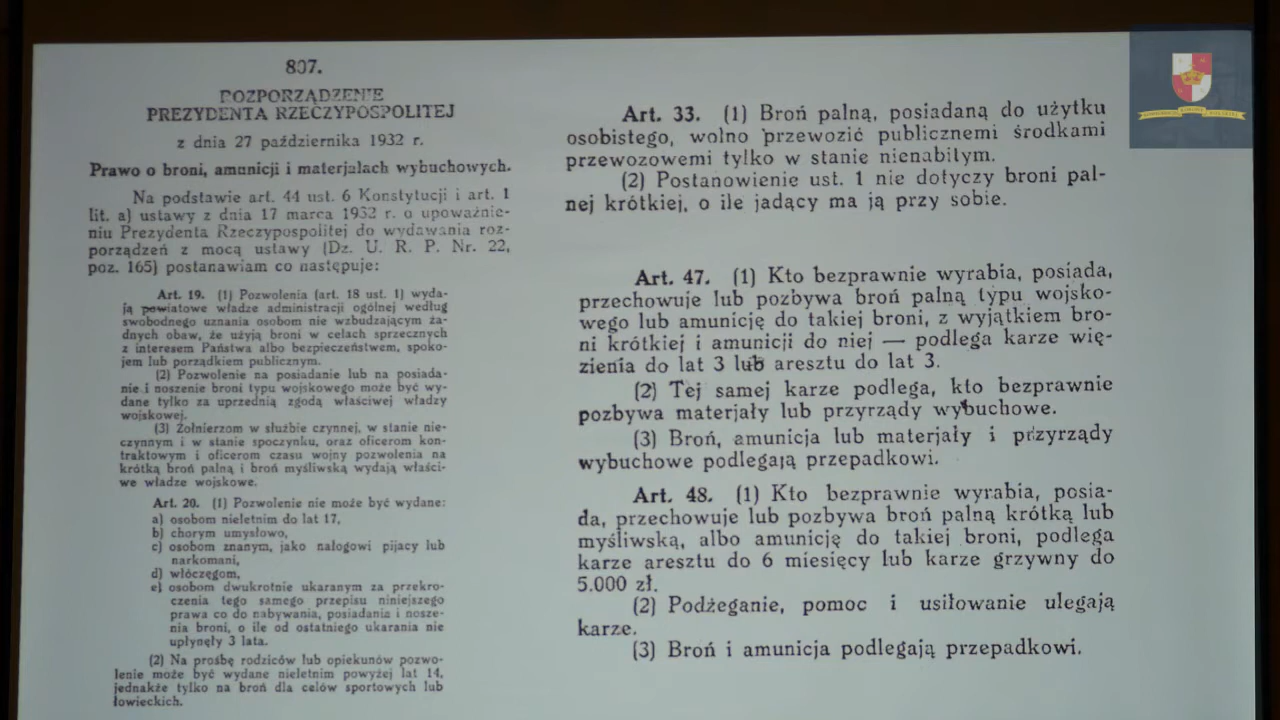 807.
ROZPORZĄDZENIE
PREZYDENTA RZECZYPOSPOLITEJ
z dnia 27 października 1932 r.
Prawo o broni, amunicji i materjałach wybuchowych.
Na podstawie art. 44 ust. 6 Konstytucji i art. 1
lit. a) ustawy z dnia 17 marca 1932 r. o upoważnie-
niu Prezydenta Rzeczypospolitej do wydawania roz-
porządzeń z mocą ustawy (Dz. U. R. P. Nr. 22,
poz. 165) postanawiam co następuje:
Art. 19. (1) Pozwolenia (art. 18 ust. 1) wyda-
ją powiatowe władze administracji ogólnej według
swobodnego uznania osobom nie wzbudzającym ża-
dnych obaw, że użyją broni w celach sprzecznych
z interesem Państwa albo bezpieczeństwem, spoko-
jem lub porządkiem publicznym.
(2) Pozwolenie na posiadanie lub na posiada-
nie i noszenie broni typu wojskowego może być wy-
dane tylko za uprzednią zgodą właściwej władzy
wojskowej.
(3) Żołnierzom w służbie czynnej, w stanie nie-
czynnym i w stanie spoczynku, oraz oficerom kon-
traktowym i oficerom czasu wojny pozwolenia na
krótką broń palną i broń myśliwską wydają właści-
we władze wojskowe.
Art. 20. (1) Pozwolenie nie może być wydane:
a) osobom nieletnim do lat 17,
b) chorym umysłowo,
c) osobom znanym, jako nałogowi pijacy lub
narkomani,
d) włóczęgom,
e) osobom dwukrotnie ukaranym za przekro-
czenia tego samego przepisu niniejszego
prawa co do nabywania, posiadania i nosze-
nia broni, o ile od ostatniego ukarania nie
upłynęły 3 lata.
(2) Na prośbę rodziców lub opiekunów pozwo-
lenie może być wydane nieletnim powyżej lat 14,
jednakże tylko na broń dla celów sportowych lub
łowieckich.
Art. 33. (1) Broń palną, posiadaną do użytku
osobistego, wolno przewozić publicznemi środkami
przewozowemi tylko w stanie nienabitym.
(2) Postanowienie ust. 1 nie dotyczy broni pal-
nej krótkiej, o ile jadący ma ją przy sobie.
Art. 47. (1) Kto bezprawnie wyrabia, posiada,
przechowuje lub pozbywa broń palną typu wojsko-
wego lub amunicję do takiej broni, z wyjątkiem bro-
ni krótkiej i amunicji do niej — podlega karze wię-
zienia do lat 3 lub aresztu do lat 3.
(2) Tej samej karze podlega, kto bezprawnie
pozbywa materjały lub przyrządy wybuchowe.
(3) Broń, amunicja lub materjały i przyrządy
wybuchowe podlegają przepadkowi.
Art. 48. (1) Kto bezprawnie wyrabia, posia-
da, przechowuje lub pozbywa broń palną krótką lub
myśliwską, albo amunicję do takiej broni, podlega
karze aresztu do 6 miesięcy lub karze grzywny do
5.000 zł.
(2) Podżeganie, pomoc i usiłowanie ulegają
karze.
(3) Broń i amunicja podlegają przepadkowi.